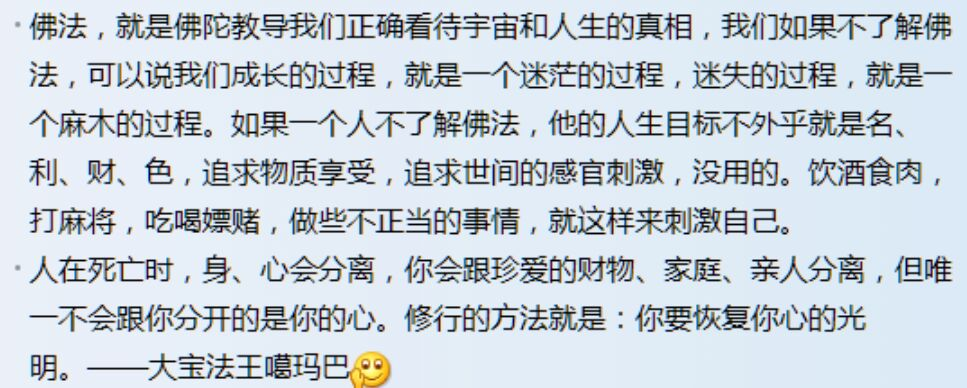 ·佛法，就是佛陀教导我们正确看待宇宙和人生的真相，我们如果不了解佛
法，可以说我们成长的过程，就是一个迷茫的过程，迷失的过程，就是一
个麻木的过程。如果一个人不了解佛法，他的人生目标不外乎就是名、
利、财、色，追求物质享受，追求世间的感官刺激，没用的。饮酒食肉，
打麻将，吃喝嫖赌，做些不正当的事情，就这样来刺激自己。
·人在死亡时，身、心会分离，你会跟珍爱的财物、家庭、亲人分离，但唯
一不会跟你分开的是你的心。修行的方法就是：你要恢复你心的光
明。——大宝法王噶玛巴